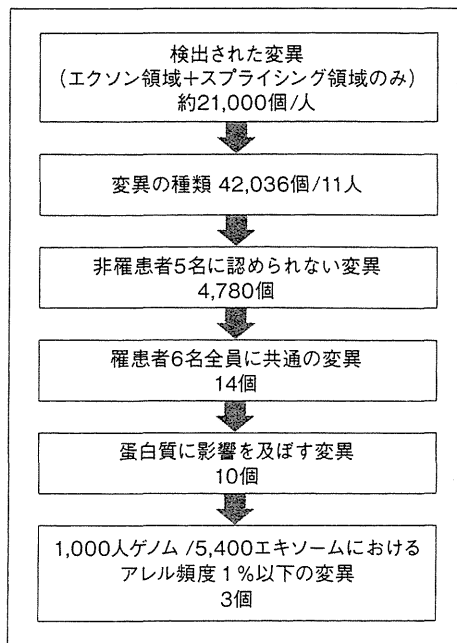 検出された変異
(エクソン領域+スプライシング領域のみ)
約21,000個/人
変異の種類 42,036個/11人
非罹患者5名に認められない変異
4,780個
罹患者6名全員に共通の変異
14個
蛋白質に影響を及ぼす変異
10個
1,000人ゲノム/5,400エキソームにおける
アレル頻度1%以下の変異
3個